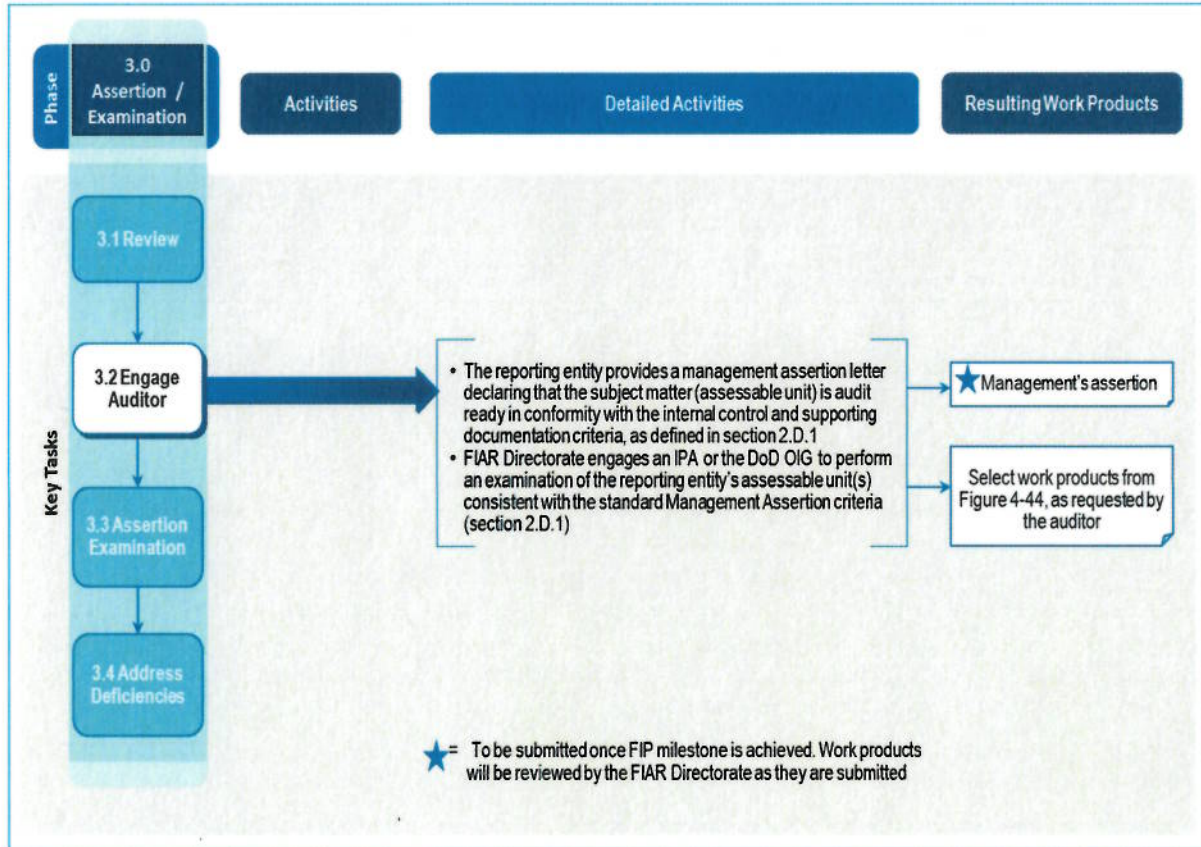 Phase
3.0
Assertion /
Examination
Activities
Detailed Activities
Resulting Work Products
Key Tasks
3.1 Review
3.2 Engage
Auditor
3.3 Assertion
Examination
3.4 Address
Deficiencies
• The reporting entity provides a management assertion letter
declaring that the subject matter (assessable unit) is audit
ready in conformity with the internal control and supporting
documentation criteria, as defined in section 2.D.1
• FIAR Directorate engages an IPA or the DoD OIG to perform
an examination of the reporting entity's assessable unit(s)
consistent with the standard Management Assertion criteria
(section 2.D.1)
Management's assertion
Select work products from
Figure 4-44, as requested by
the auditor
= To be submitted once FIP milestone is achieved. Work products
will be reviewed by the FIAR Directorate as they are submitted